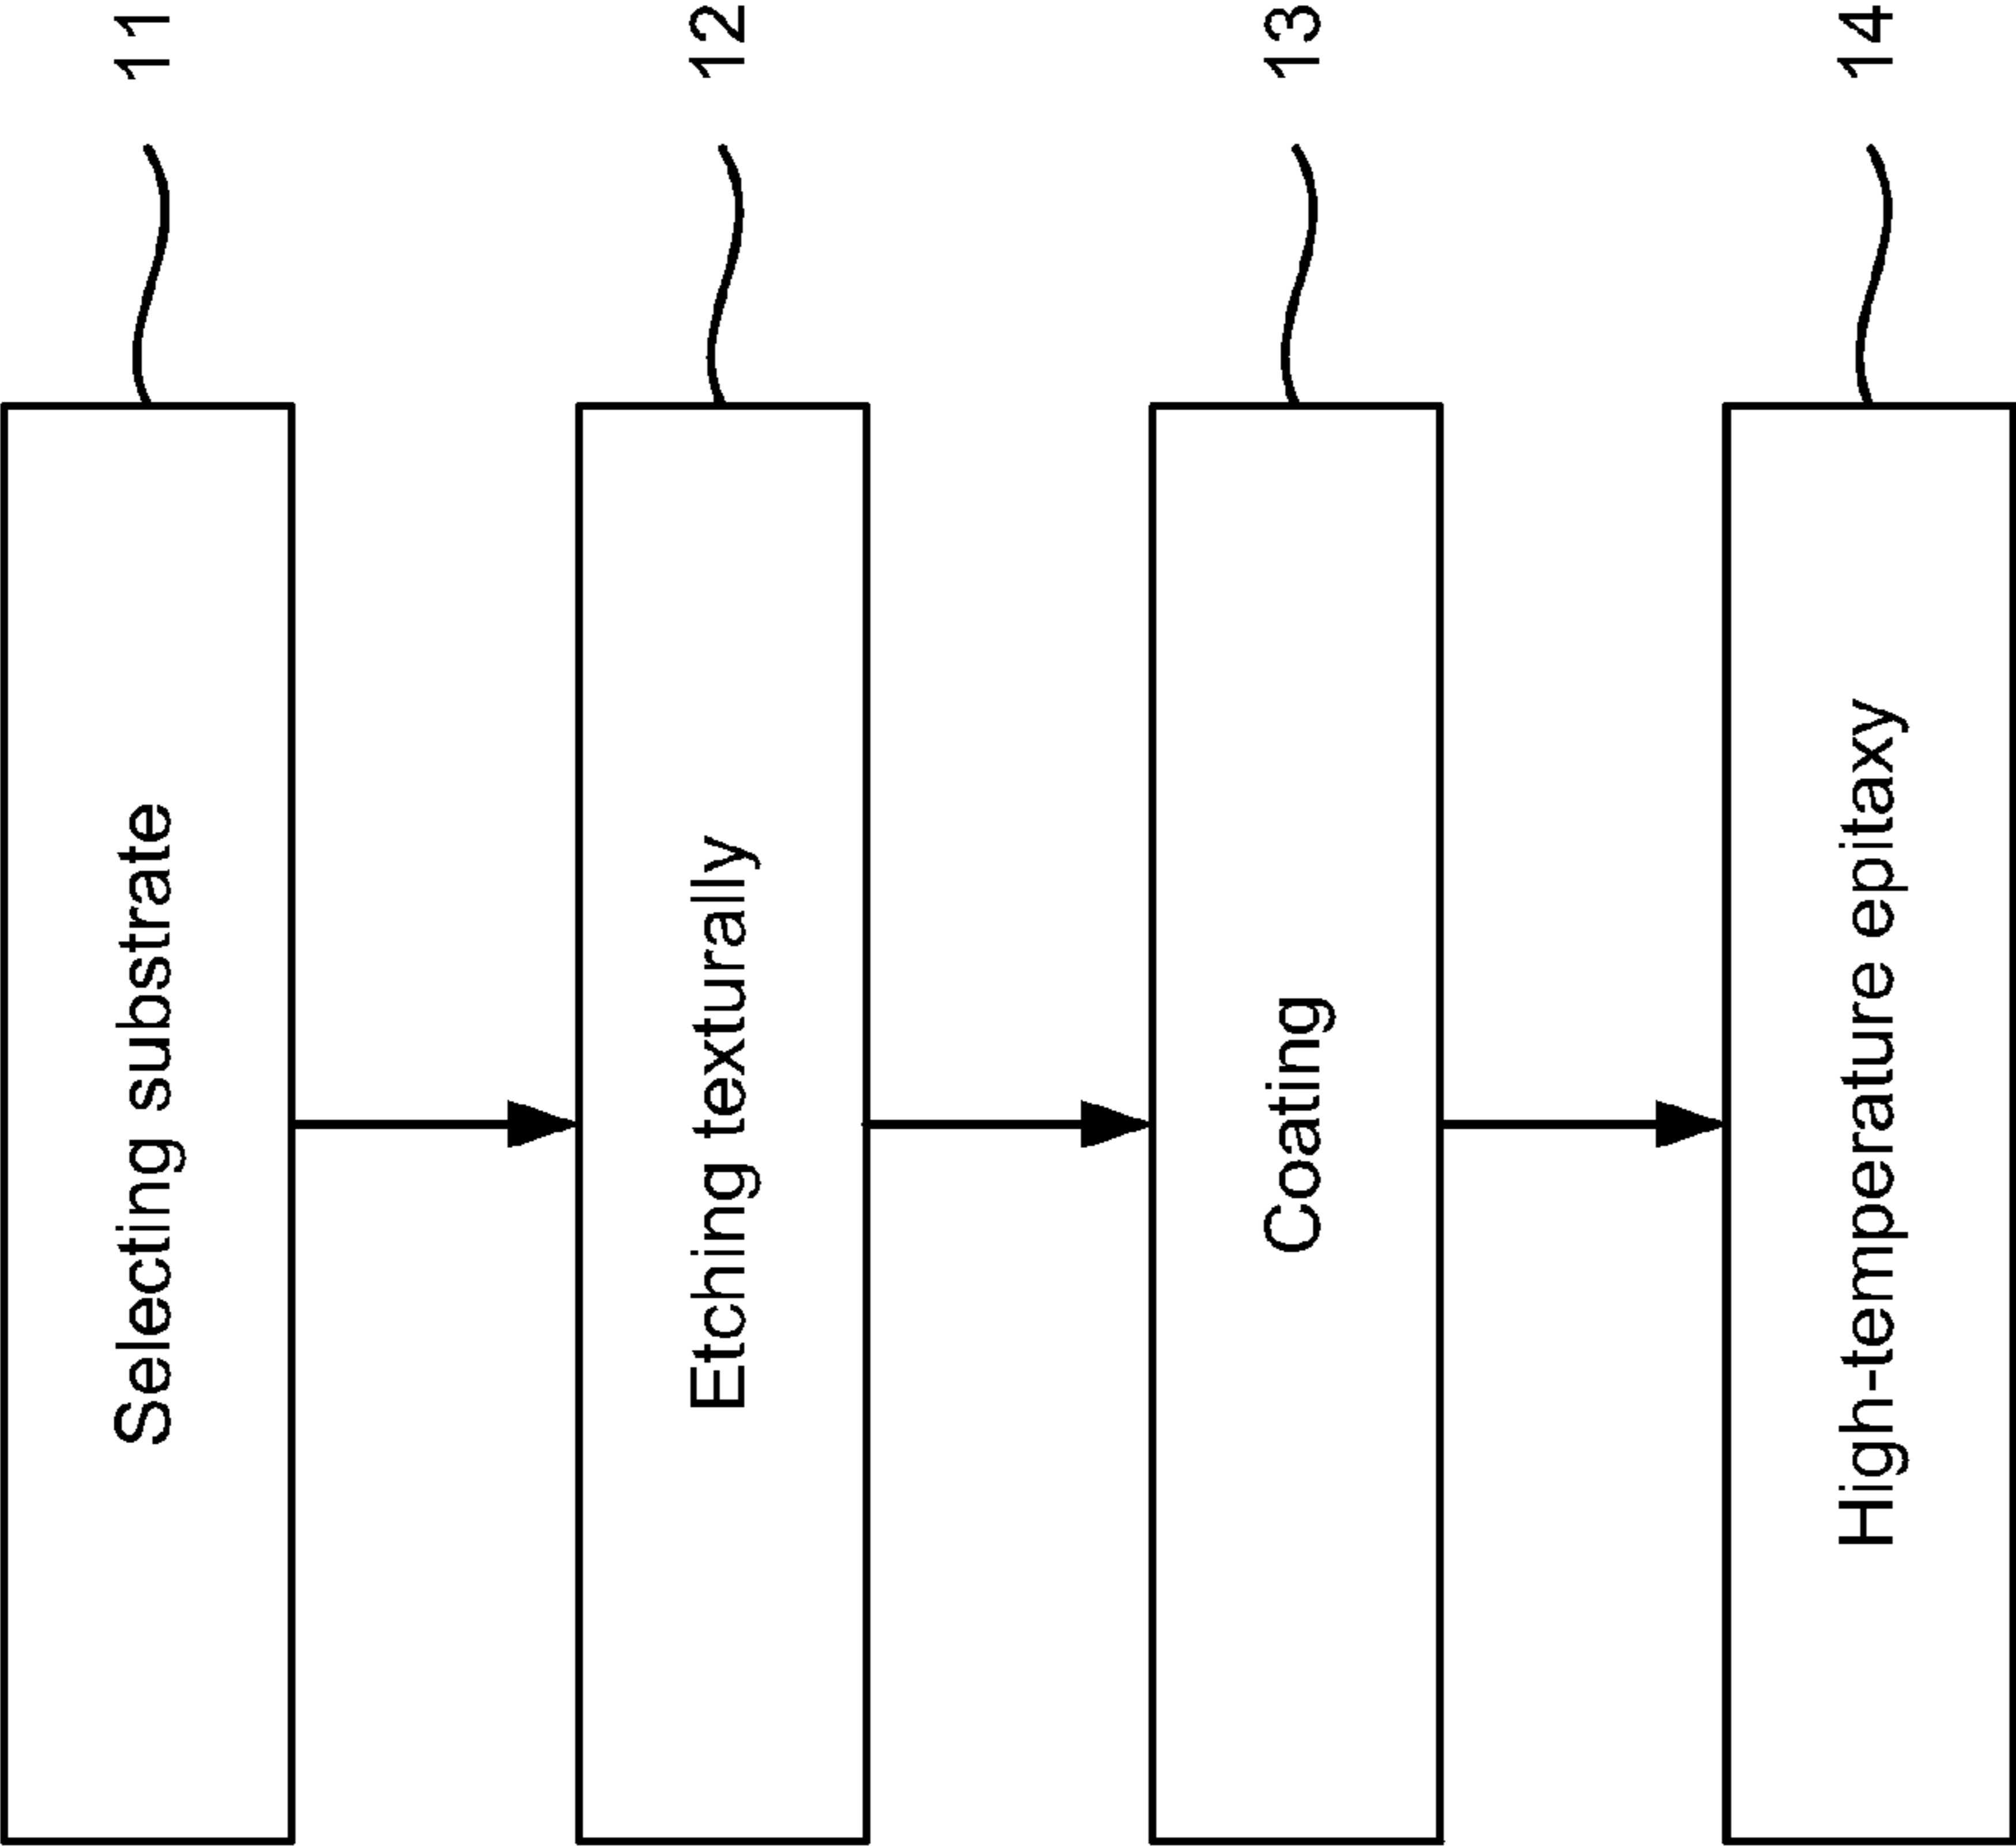 Selecting substrate 11
Etching texturally 12
Coating 13
High-temperature epitaxy 14